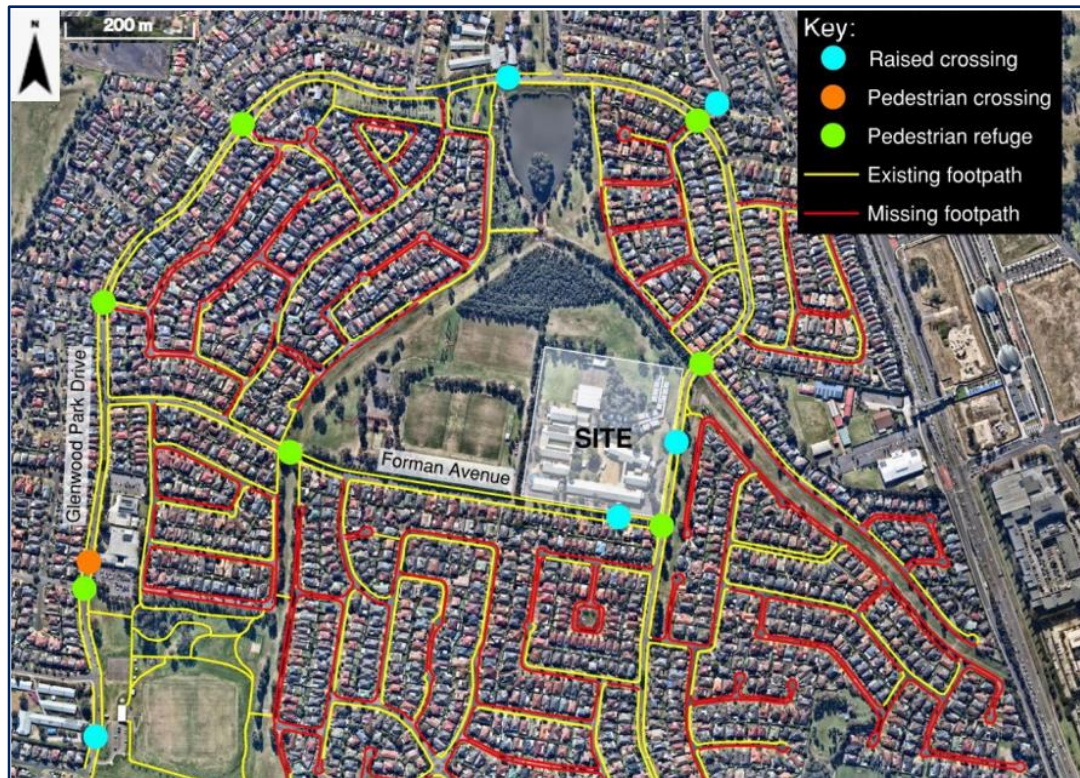 N
200 m
Key:
Raised crossing
Pedestrian crossing
Pedestrian refuge
Existing footpath
Missing footpath
Glenwood Park Drive
Forman Avenue
SITE